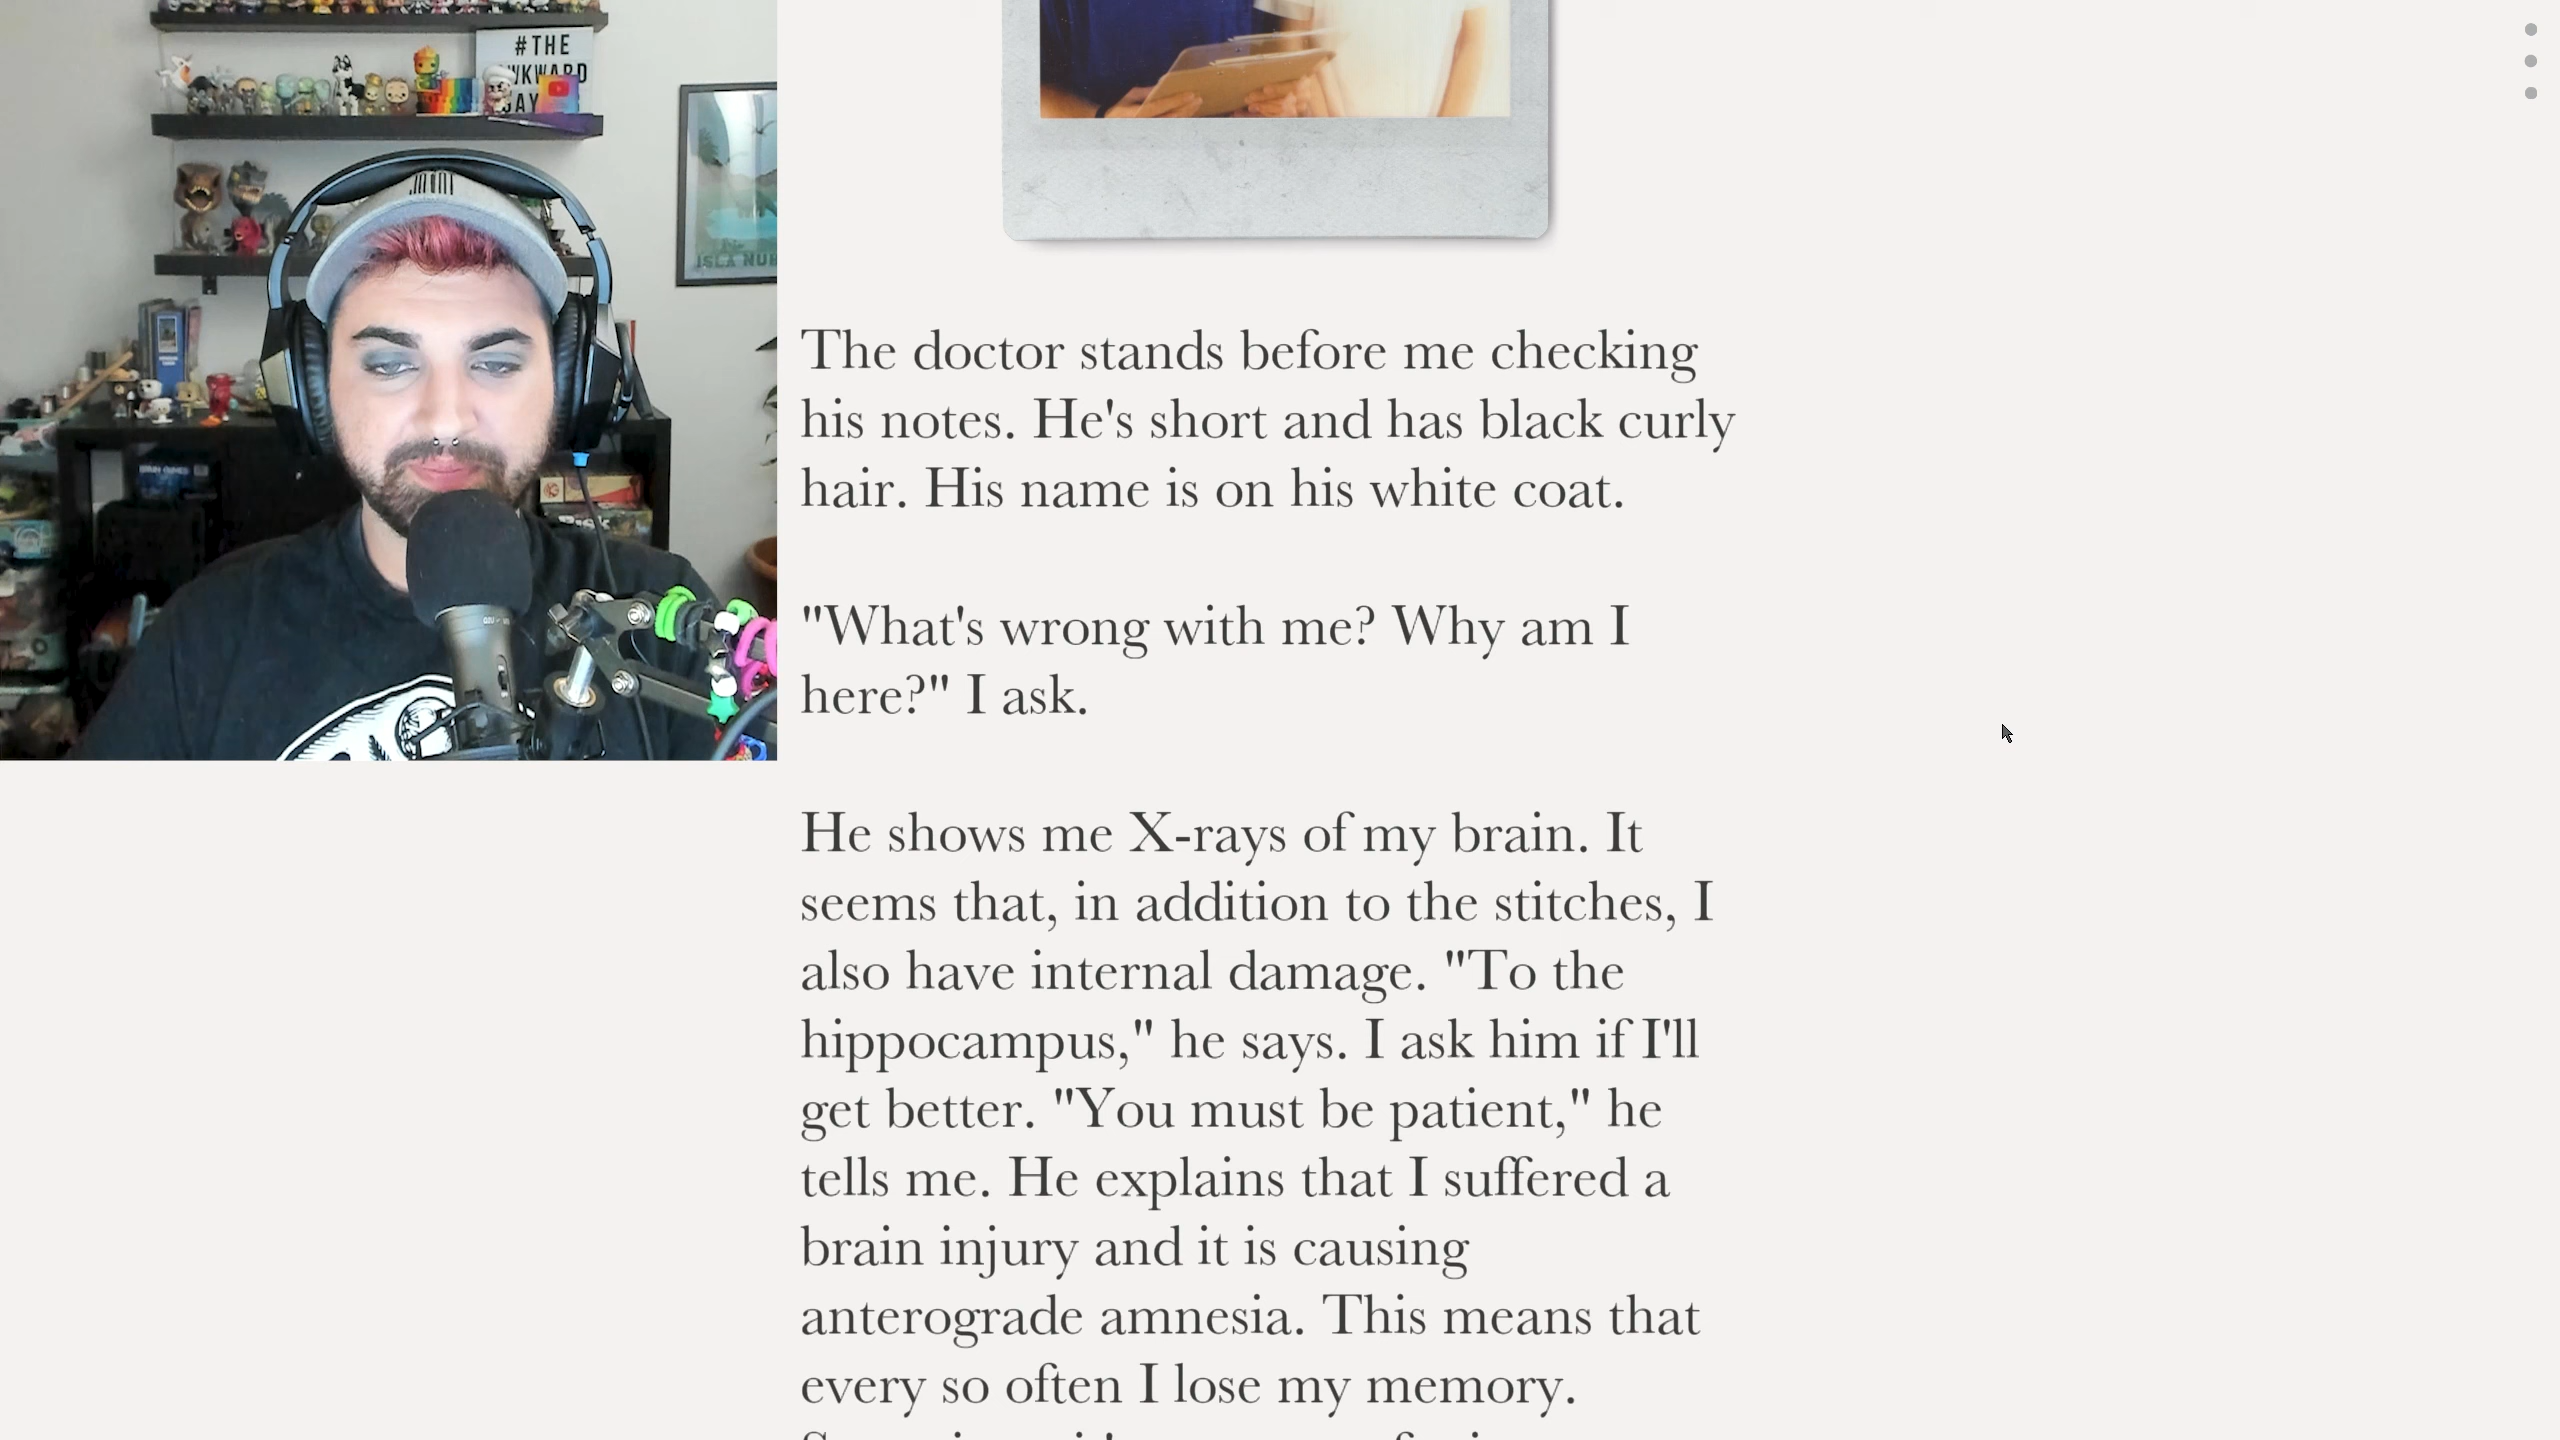 #THE
The doctor stands before me checking
his notes. He's short and has black curly
hair. His name is on his white coat.
"What's wrong with me? Why am I
here?" I ask.
He shows me X-rays of my brain. It
seems that, in addition to the stitches, I
also have internal damage. "To the
hippocampus," he says. I ask him if I'll
get better. "You must be patient," he
tells me. He explains that I suffered a
brain injury and it is causing
anterograde amnesia. This means that
every so often I lose my memory.